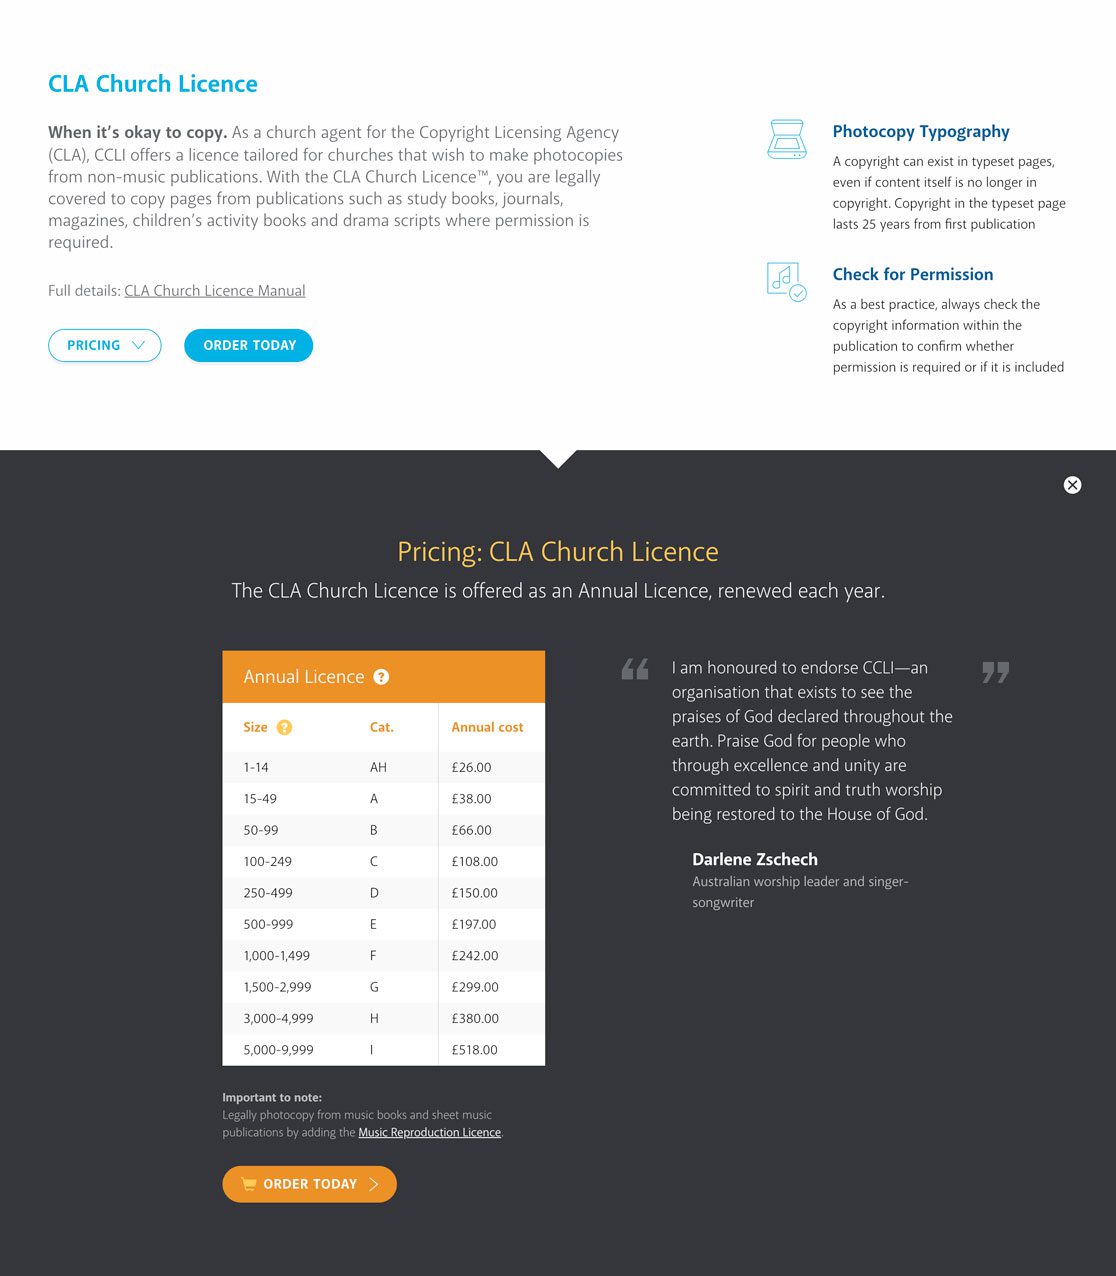 CLA Church Licence
When it’s okay to copy. As a church agent for the Copyright Licensing Agency
(CLA), CCLI offers a licence tailored for churches that wish to make photocopies
from non-music publications. With the CLA Church Licence™, you are legally
covered to copy pages from publications such as study books, journals,
magazines, children’s activity books and drama scripts where permission is
required.
Full details: CLA Church Licence Manual
PRICING
ORDER TODAY
Photocopy Typography
A copyright can exist in typeset pages,
even if content itself is no longer in
copyright. Copyright in the typeset page
lasts 25 years from first publication
Check for Permission
As a best practice, always check the
copyright information within the
publication to confirm whether
permission is required or if it is included
Pricing: CLA Church Licence
The CLA Church Licence is offered as an Annual Licence, renewed each year.
Annual Licence ?
Size ? Cat. Annual cost
1-14 AH £26.00
15-49 A £38.00
50-99 B £66.00
100-249 C £108.00
250-499 D £150.00
500-999 E £197.00
1,000-1,499 F £242.00
1,500-2,999 G £299.00
3,000-4,999 H £380.00
5,000-9,999 I £518.00
Important to note:
Legally photocopy from music books and sheet music
publications by adding the Music Reproduction Licence.
ORDER TODAY
“ I am honoured to endorse CCLI—an ”
organisation that exists to see the
praises of God declared throughout the
earth. Praise God for people who
through excellence and unity are
committed to spirit and truth worship
being restored to the House of God.
Darlene Zschech
Australian worship leader and singer-
songwriter